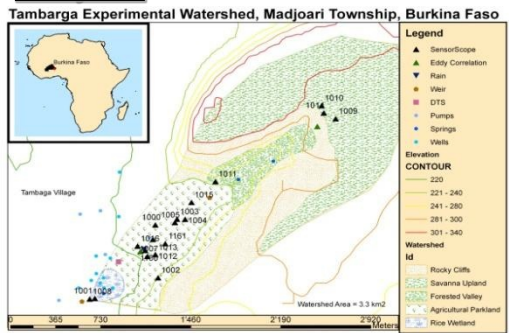 Tambarga Experimental Watershed, Madjoari Township, Burkina Faso
Burkina Faso
Legend
SensorScope
Eddy Correlation
Rain
Weir
DTS
Pumps
Springs
Wells
Elevation
CONTOUR
220
221 - 240
241 - 280
281 - 300
301 - 340
Watershed
Id
Rocky Cliffs
Savanna Upland
Forested Valley
Agricultural Parkland
Rice Wetland
1010
1009
1011
Tambaga Village
1000
1003
1004
1161
1013
1012
1002
1001
Watershed Area = 3.3 km2
0 365 730 1'460 2'190 2'920
Meters